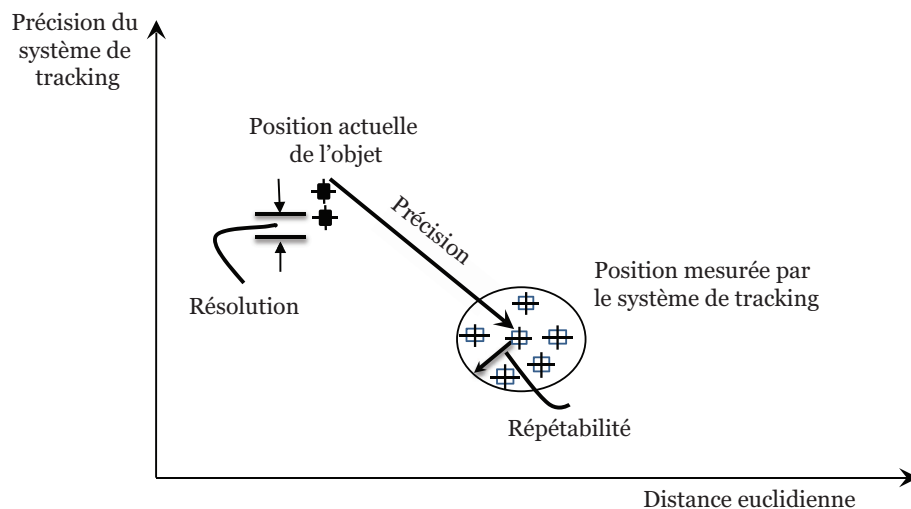 Précision du
système de
tracking
Position actuelle
de l’objet
Précision
Position mesurée par
le système de tracking
Résolution
Répétabilité
Distance euclidienne